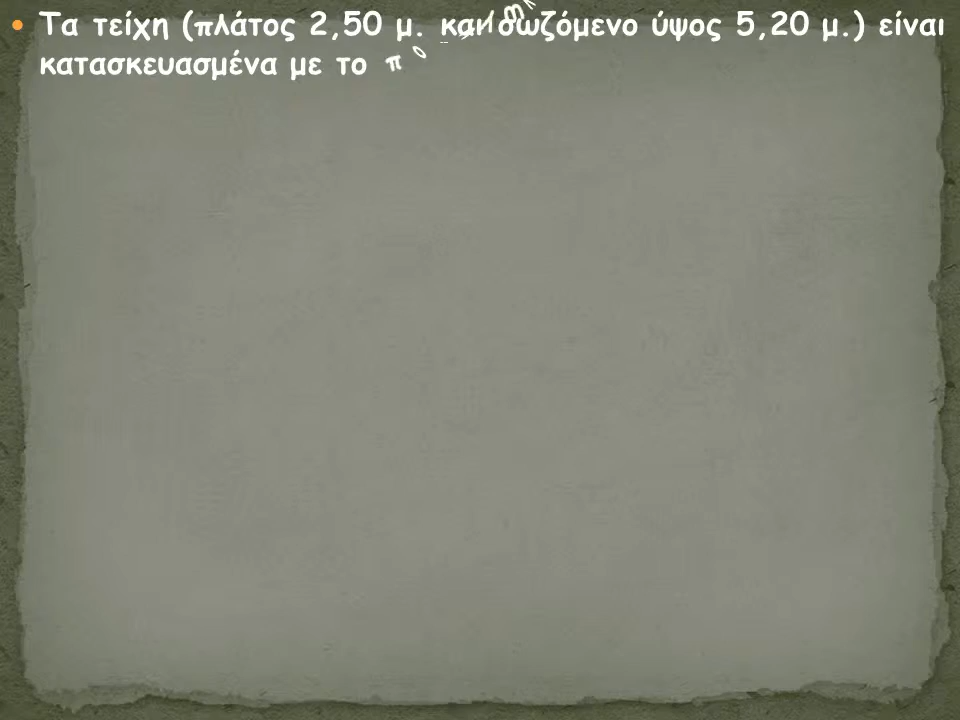 Τα τείχη (πλάτος 2,50 μ. και σωζόμενο ύψος 5,20 μ.) είναι
κατασκευασμένα με το